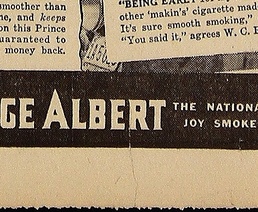 smoother than
me, and keeps
on this Prince
uaranteed to
money back.
"BEING EARLY
other 'makin's' cigarette mad
It's sure smooth smoking,"
"You said it," agrees W. C. E
GE ALBERT
THE NATIONA
JOY SMOKE